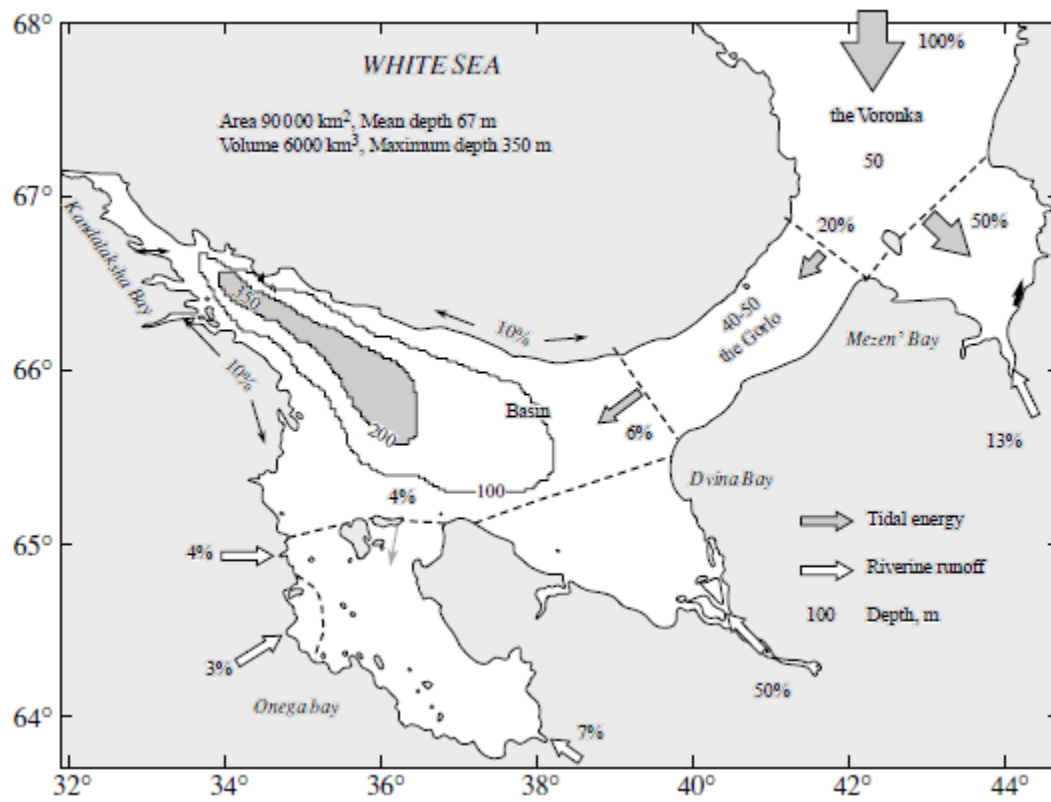 68°
WHITE SEA
100%
Area 90000 km², Mean depth 67 m
Volume 6000 km³, Maximum depth 350 m
the Voronka
50
67°
Kandalaksha Bay
20%
50%
350
40-50
the Gorlo
Mezen' Bay
10%
66°
10%
Basin
200
6%
13%
100
Dvina Bay
4%
Tidal energy
65°
4%
Riverine runoff
100 Depth, m
3%
50%
Onega bay
7%
64°
32° 34° 36° 38° 40° 42° 44°